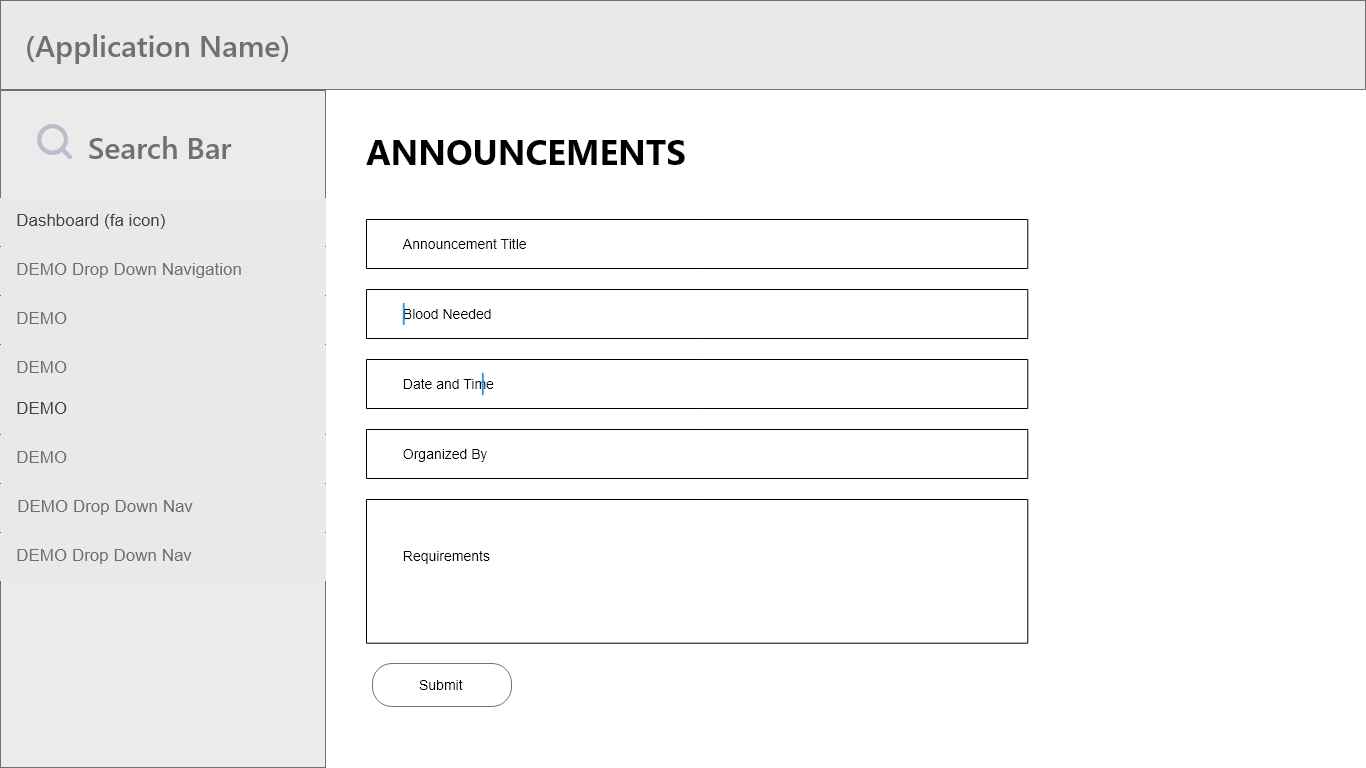 (Application Name)
Search Bar
Dashboard (fa icon)
DEMO Drop Down Navigation
DEMO
DEMO
DEMO
DEMO
DEMO Drop Down Nav
DEMO Drop Down Nav
ANNOUNCEMENTS
Announcement Title
Blood Needed
Date and Time
Organized By
Requirements
Submit